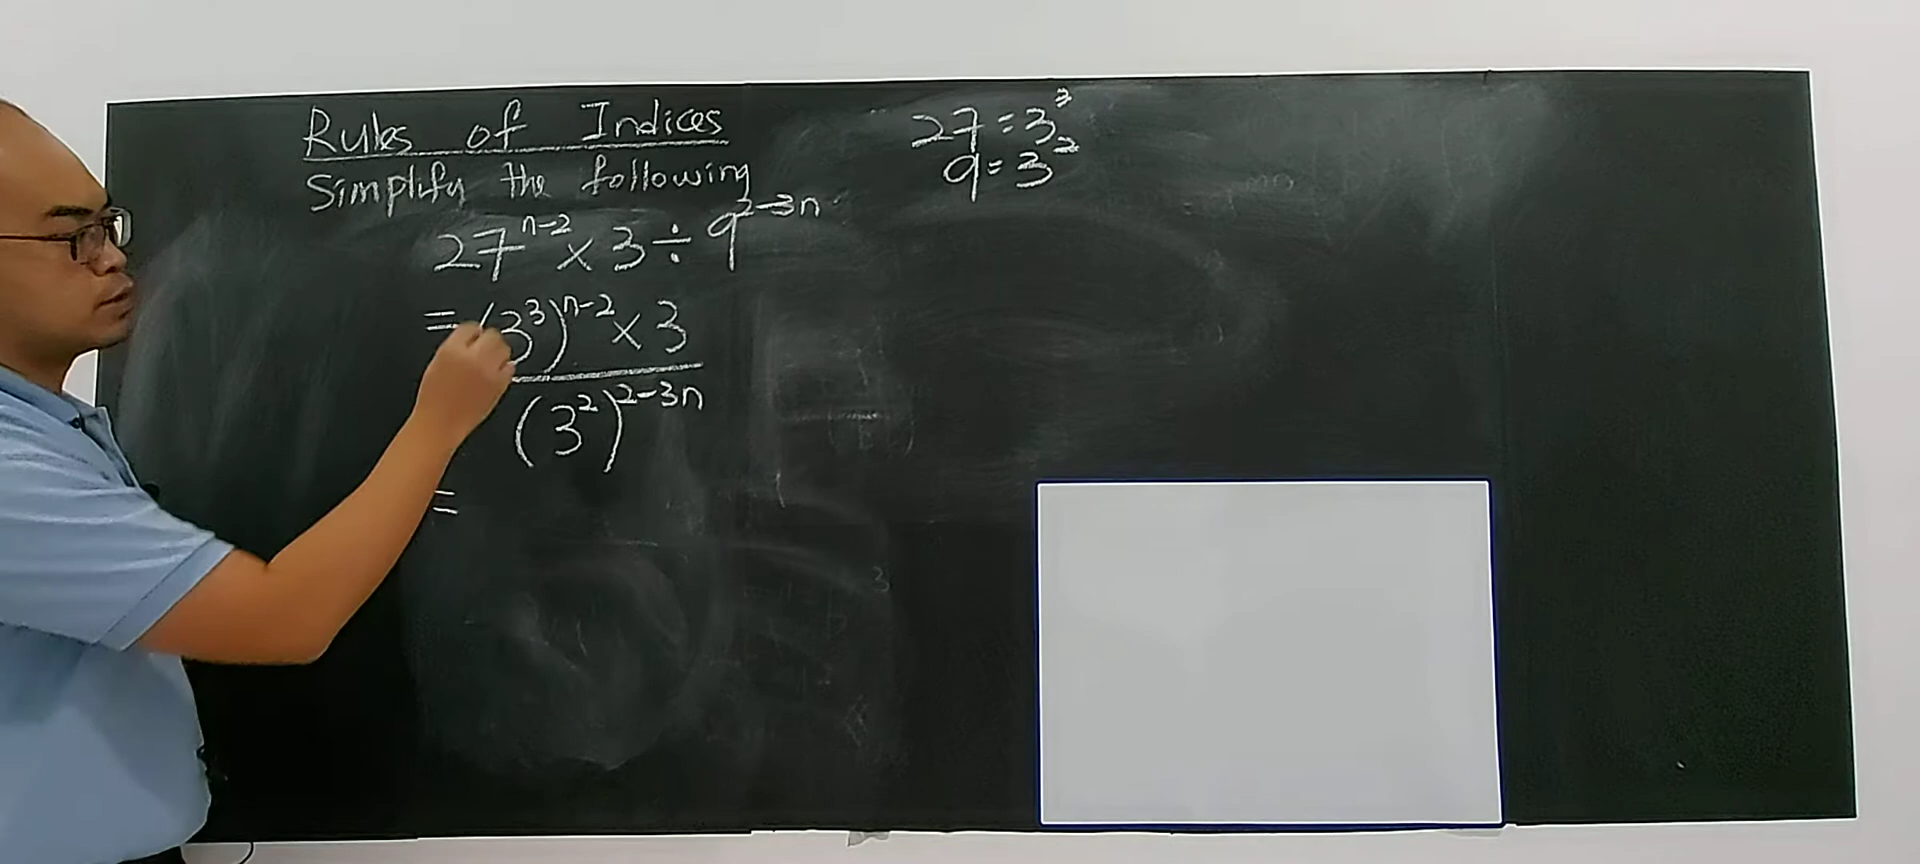 Rules of Indices
Simplify the following
27^{n-2} × 3 ÷ 9^{2-3n}
= (3^3)^{n-2} × 3
(3^2)^{2-3n}
=
27 = 3^3
9 = 3^2